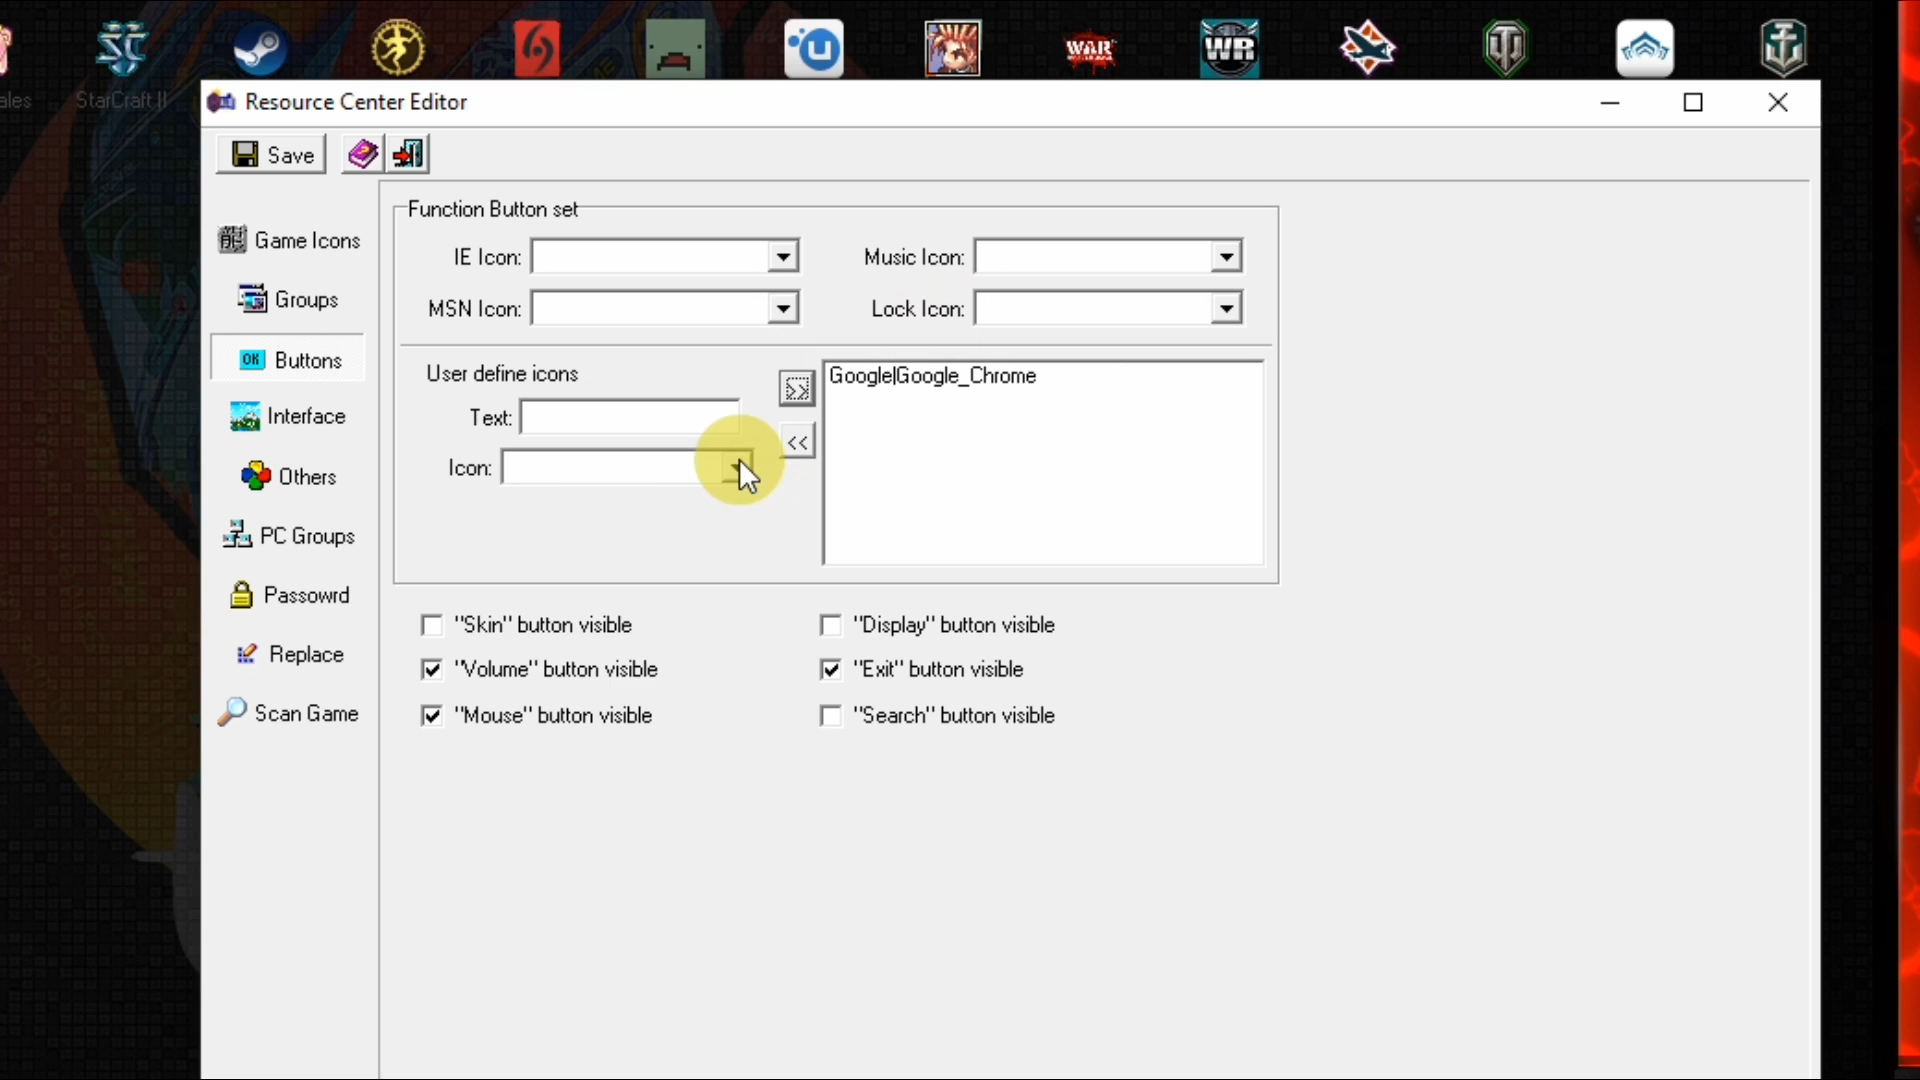 ales
StarCraft II
WAR
WR
Resource Center Editor
Save
Game Icons
Groups
OK Buttons
Interface
Others
PC Groups
Passowrd
Replace
Scan Game
Function Button set
IE Icon:
Music Icon:
MSN Icon:
Lock Icon:
User define icons
Text:
Icon:
>>
<<
Google|Google_Chrome
"Skin" button visible
"Display" button visible
"Volume" button visible
"Exit" button visible
"Mouse" button visible
"Search" button visible